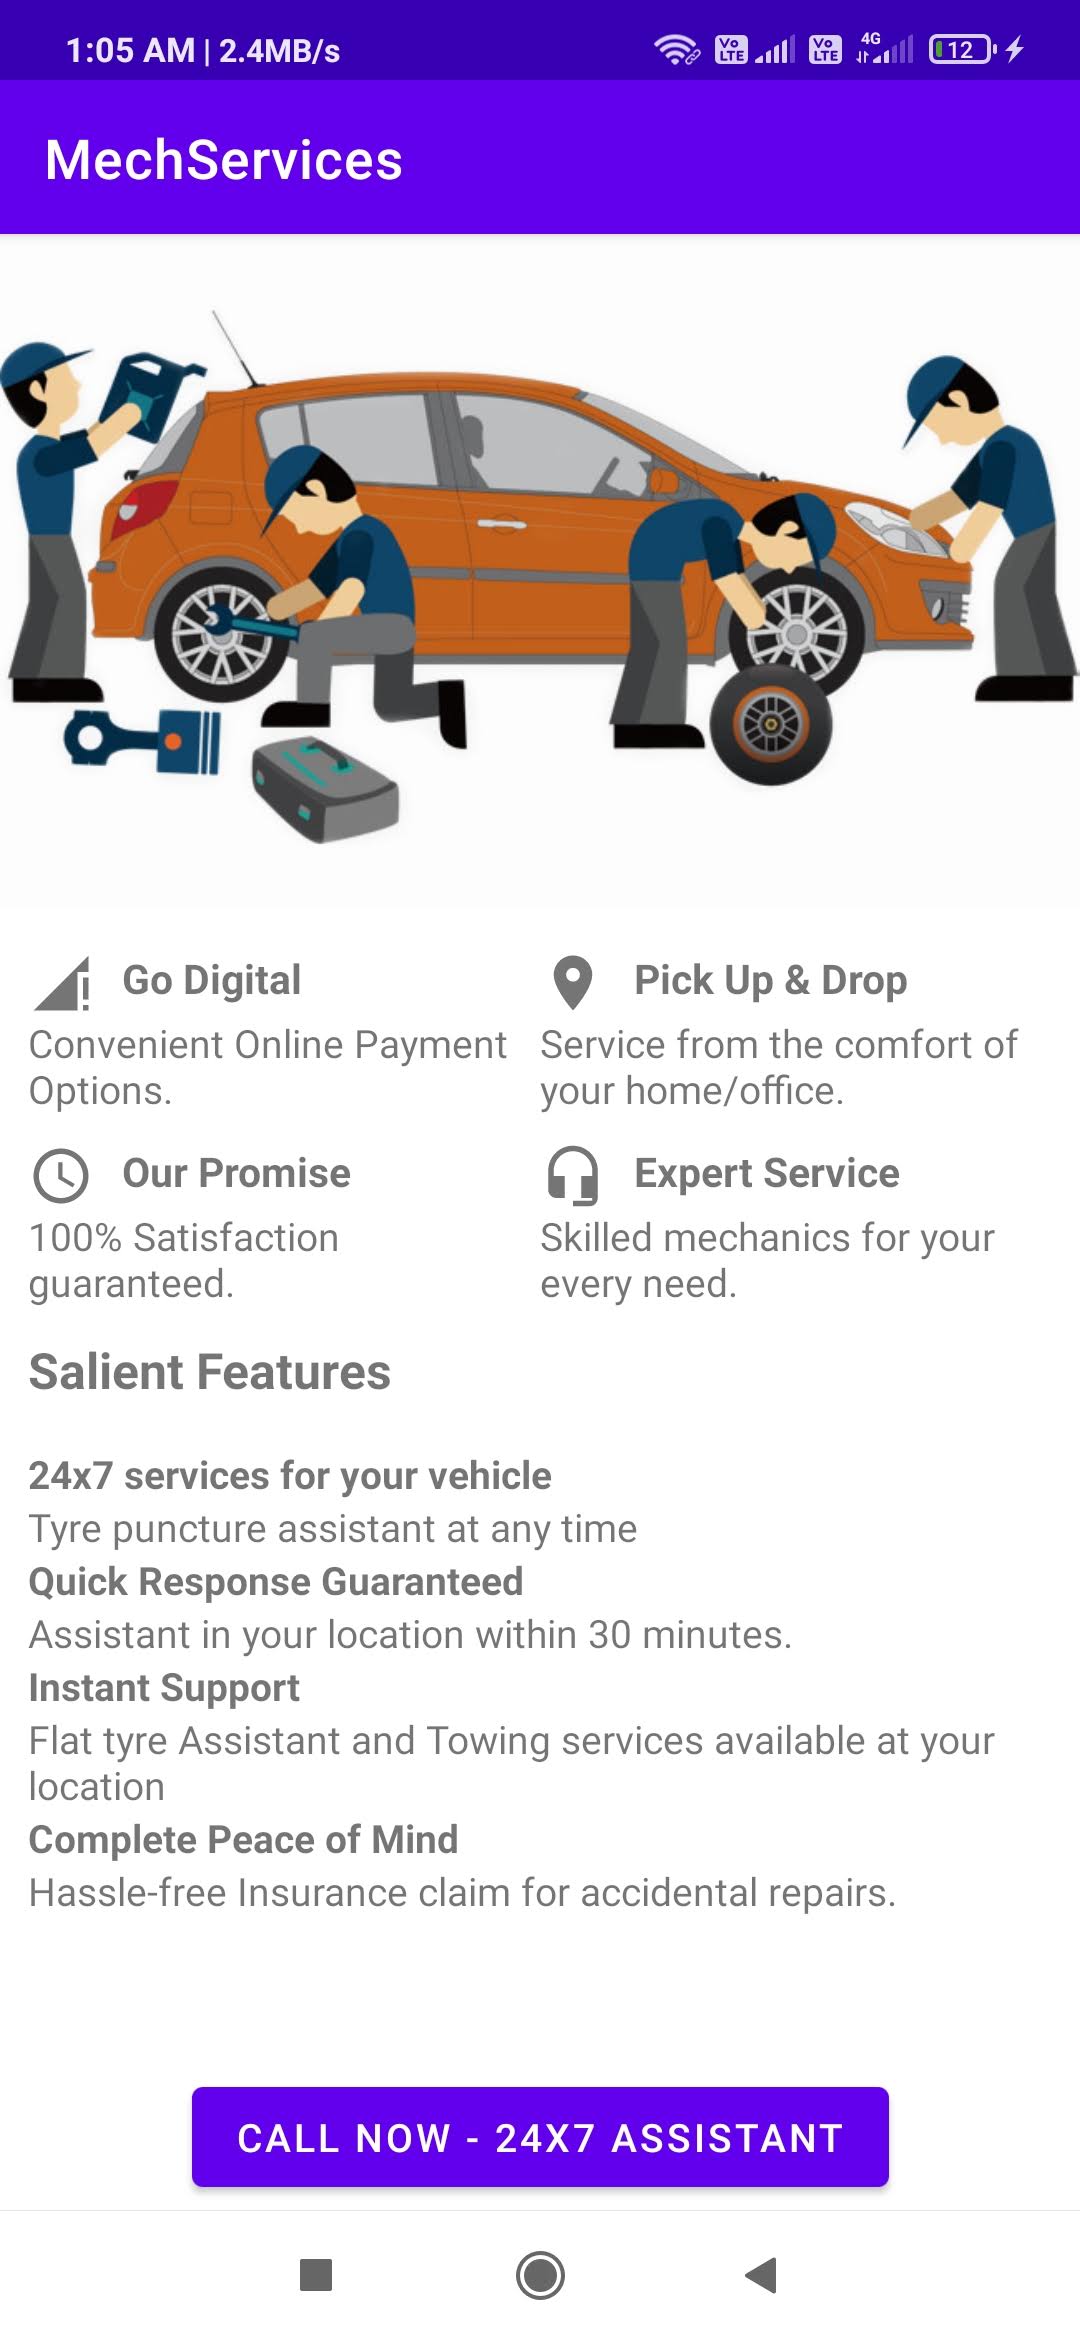 1:05 AM | 2.4MB/s Vo LTE Vo LTE 4G 12
MechServices
Go Digital
Convenient Online Payment
Options.
Pick Up & Drop
Service from the comfort of
your home/office.
Our Promise
100% Satisfaction
guaranteed.
Expert Service
Skilled mechanics for your
every need.
Salient Features
24x7 services for your vehicle
Tyre puncture assistant at any time
Quick Response Guaranteed
Assistant in your location within 30 minutes.
Instant Support
Flat tyre Assistant and Towing services available at your
location
Complete Peace of Mind
Hassle-free Insurance claim for accidental repairs.
CALL NOW - 24X7 ASSISTANT